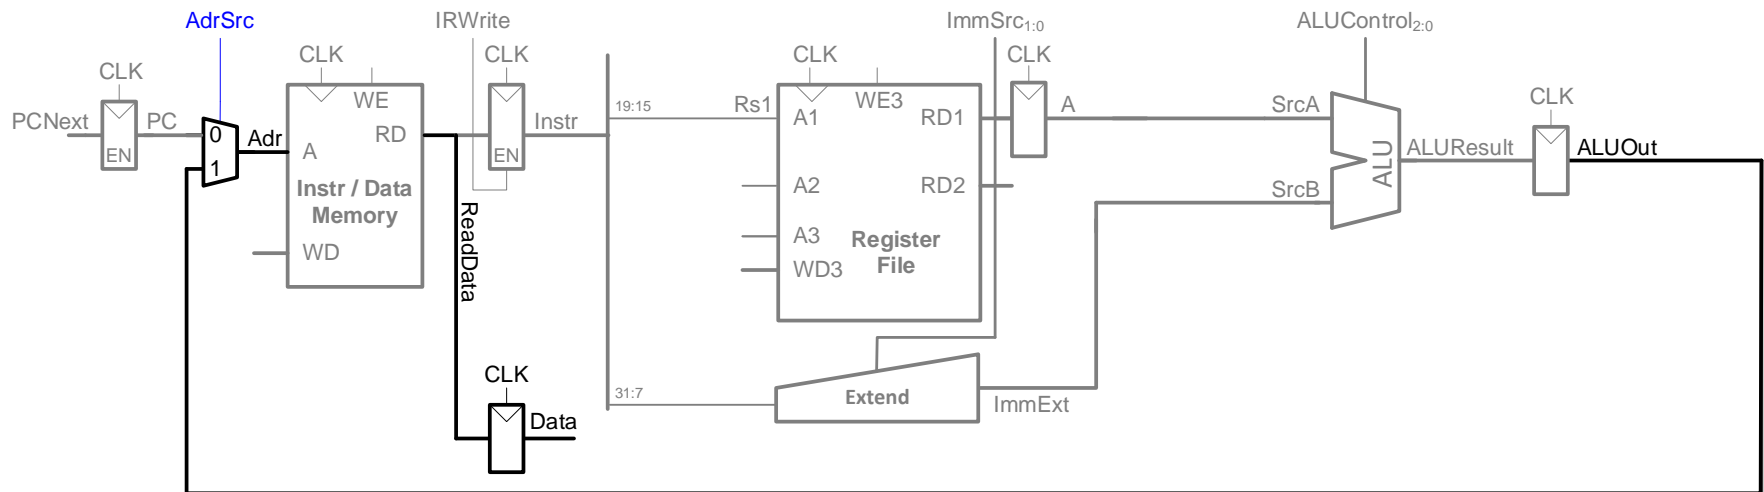 AdrSrc
IRWrite
ImmSrc1:0
ALUControl2:0
CLK
CLK
CLK
CLK
CLK
CLK
PCNext
EN
PC
0
1
Adr
WE
RD
A
Instr / Data
Memory
WD
ReadData
EN
Instr
19:15
Rs1
A1
WE3
RD1
A2
RD2
A3
WD3
Register
File
A
SrcA
SrcB
ALU
ALUResult
CLK
ALUOut
31:7
Extend
ImmExt
CLK
Data